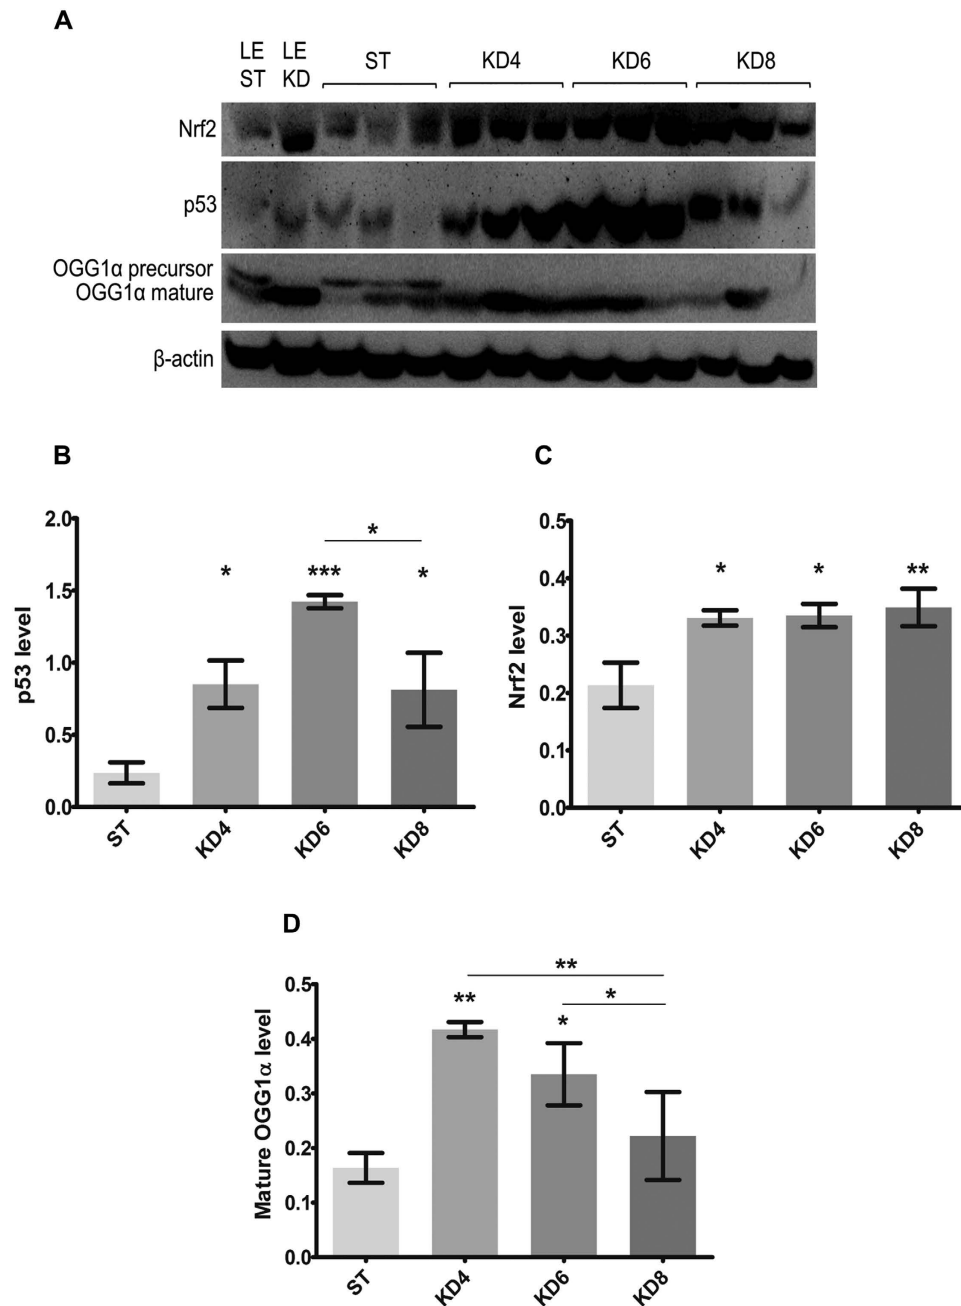 A
LE ST
LE KD
ST
KD4
KD6
KD8
Nrf2
p53
OGG1α precursor
OGG1α mature
β-actin
B
p53 level
2.0
1.5
1.0
0.5
0.0
*
***
*
*
ST
KD4
KD6
KD8
C
Nrf2 level
0.5
0.4
0.3
0.2
0.1
0.0
*
*
**
ST
KD4
KD6
KD8
D
Mature OGG1α level
0.5
0.4
0.3
0.2
0.1
0.0
**
**
*
*
ST
KD4
KD6
KD8